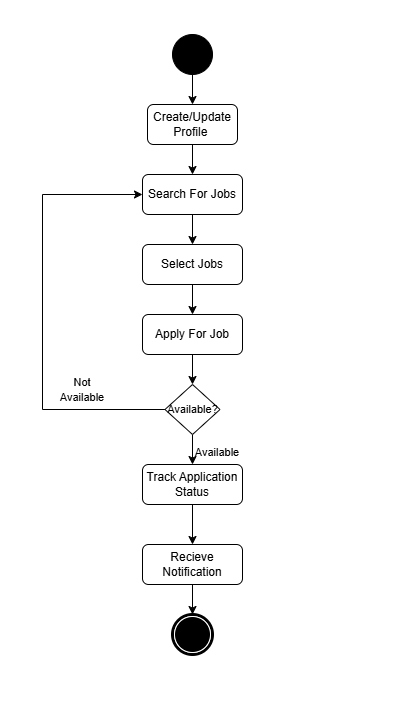 Create/Update
Profile
Search For Jobs
Select Jobs
Apply For Job
Not
Available
Available?
Available
Track Application
Status
Recieve
Notification